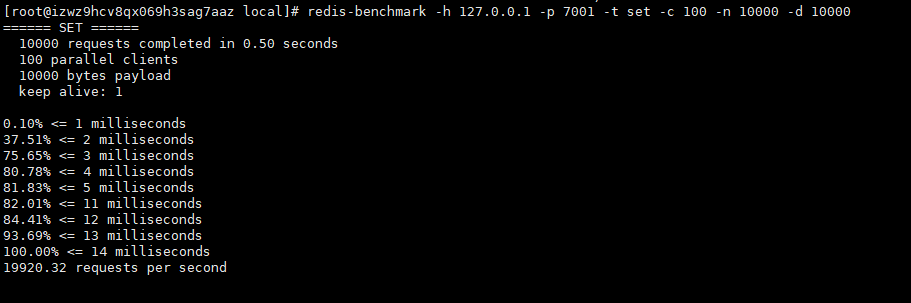 [root@izwz9hcv8qx069h3sag7aaz local]# redis-benchmark -h 127.0.0.1 -p 7001 -t set -c 100 -n 10000 -d 10000
====== SET ======
  10000 requests completed in 0.50 seconds
  100 parallel clients
  10000 bytes payload
  keep alive: 1

0.10% <= 1 milliseconds
37.51% <= 2 milliseconds
75.65% <= 3 milliseconds
80.78% <= 4 milliseconds
81.83% <= 5 milliseconds
82.01% <= 11 milliseconds
84.41% <= 12 milliseconds
93.69% <= 13 milliseconds
100.00% <= 14 milliseconds
19920.32 requests per second